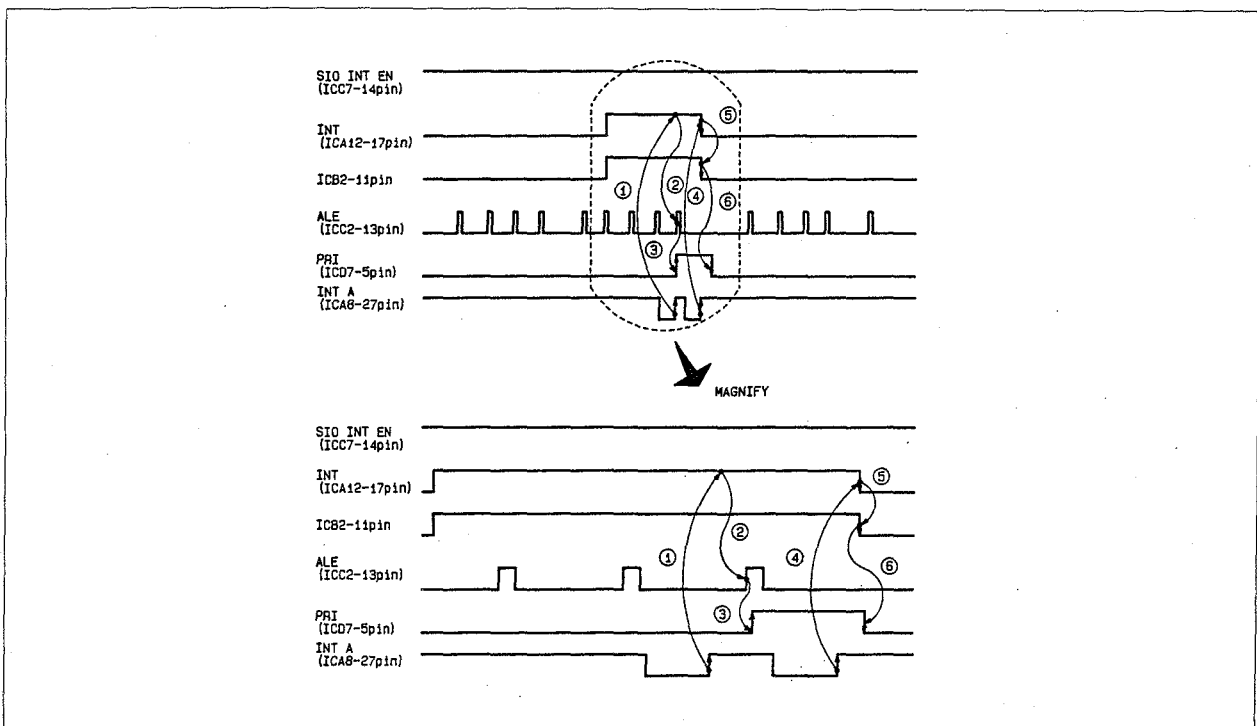 SIO INT EN
(ICC7-14pin)
INT
(ICA12-17pin)
ICB2-11pin
ALE
(ICC2-13pin)
PRI
(ICD7-5pin)
INT A
(ICA8-27pin)
① ② ③ ④ ⑤ ⑥
MAGNIFY
SIO INT EN
(ICC7-14pin)
INT
(ICA12-17pin)
ICB2-11pin
ALE
(ICC2-13pin)
PRI
(ICD7-5pin)
INT A
(ICA8-27pin)
① ② ③ ④ ⑤ ⑥